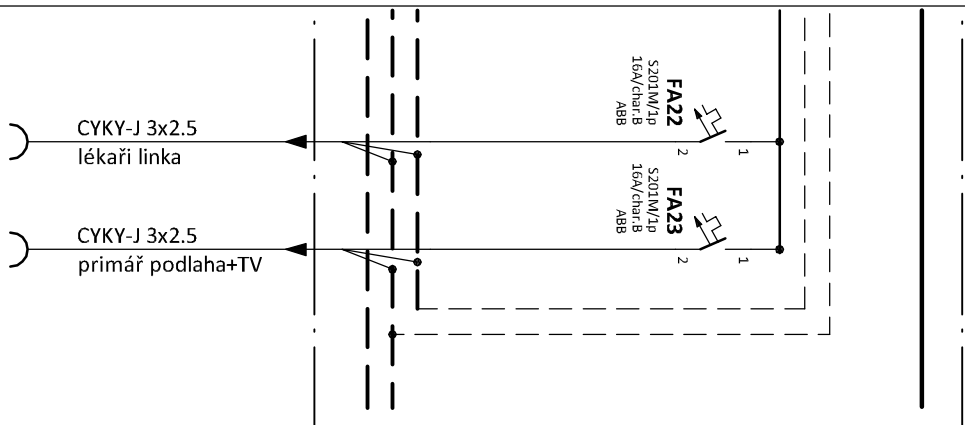 CYKY-J 3x2.5
lékaři linka
FA22
S201M/1p
16A/char.B
ABB
2
1
CYKY-J 3x2.5
primář podlaha+TV
FA23
S201M/1p
16A/char.B
ABB
2
1